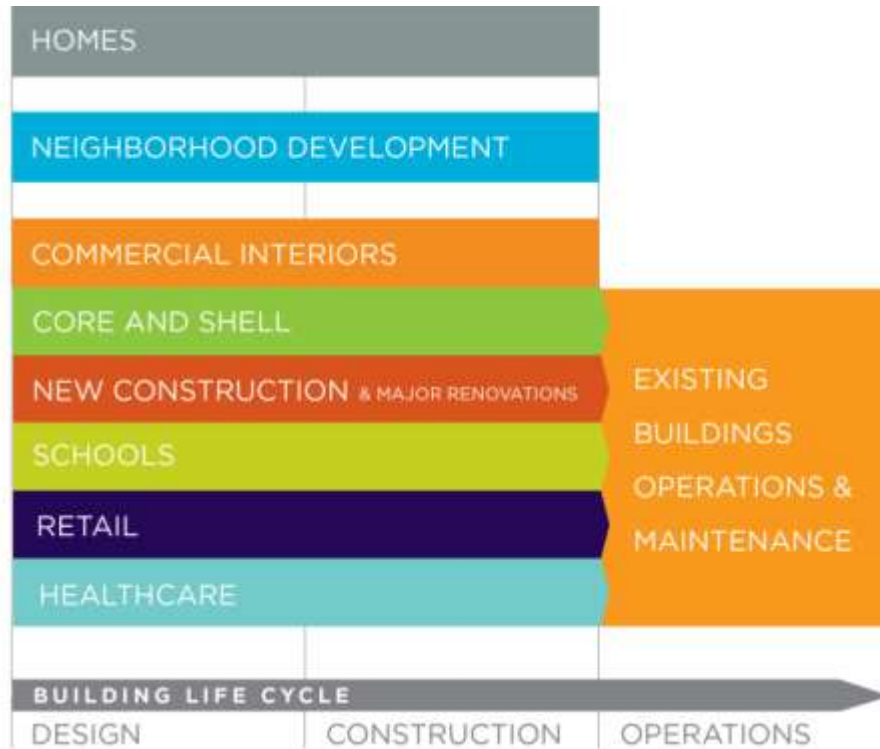 HOMES
NEIGHBORHOOD DEVELOPMENT
COMMERCIAL INTERIORS
CORE AND SHELL
NEW CONSTRUCTION & MAJOR RENOVATIONS
SCHOOLS
RETAIL
HEALTHCARE
EXISTING
BUILDINGS
OPERATIONS &
MAINTENANCE
BUILDING LIFE CYCLE
DESIGN
CONSTRUCTION
OPERATIONS